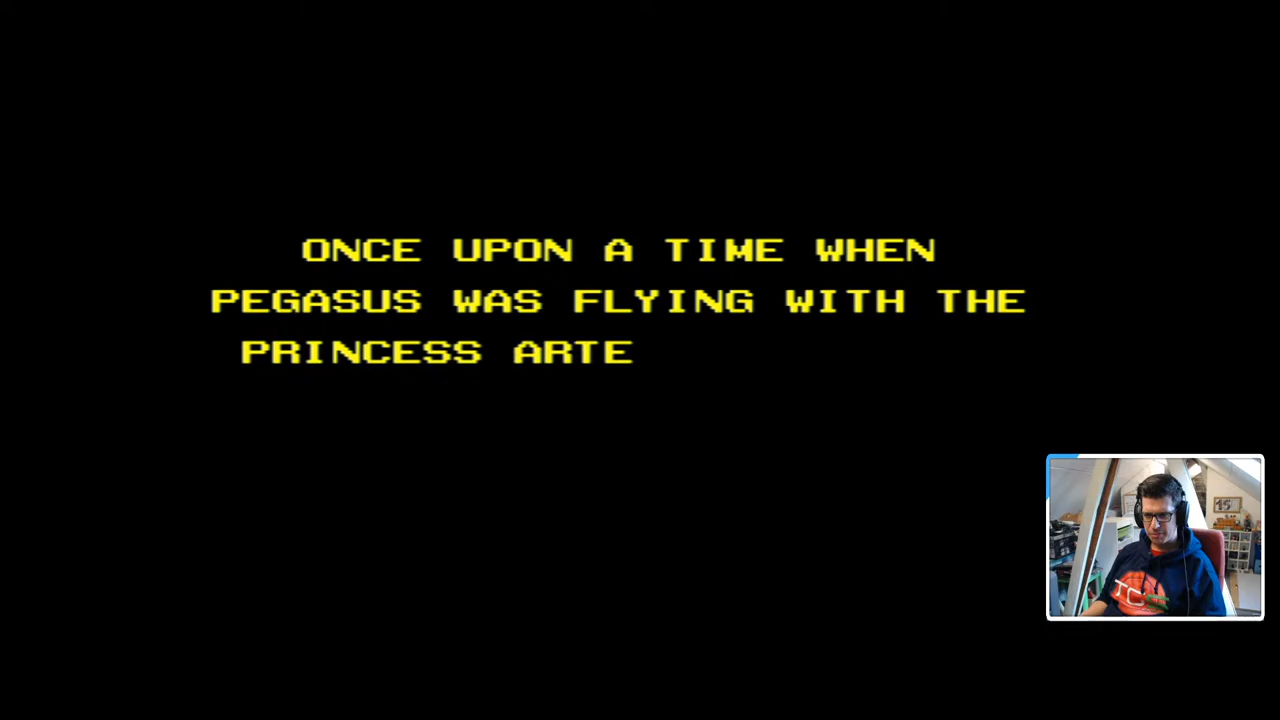 ONCE UPON A TIME WHEN
PEGASUS WAS FLYING WITH THE
PRINCESS ARTE